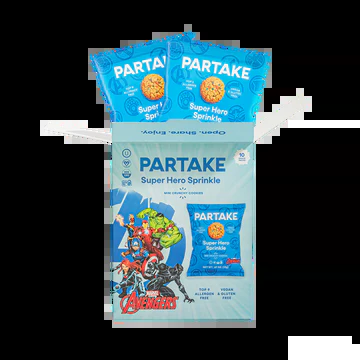 PARTAKE
Super Hero
Sprinkle
PARTAKE
Super Hero
Sprinkle
Open. Share. Enjoy.
PARTAKE
Super Hero Sprinkle
MINI CRUNCHY COOKIES
10
PARTAKE
Super Hero
Sprinkle
MARVEL
AVENGERS
TOP 9
ALLERGEN
FREE
VEGAN
& GLUTEN
FREE